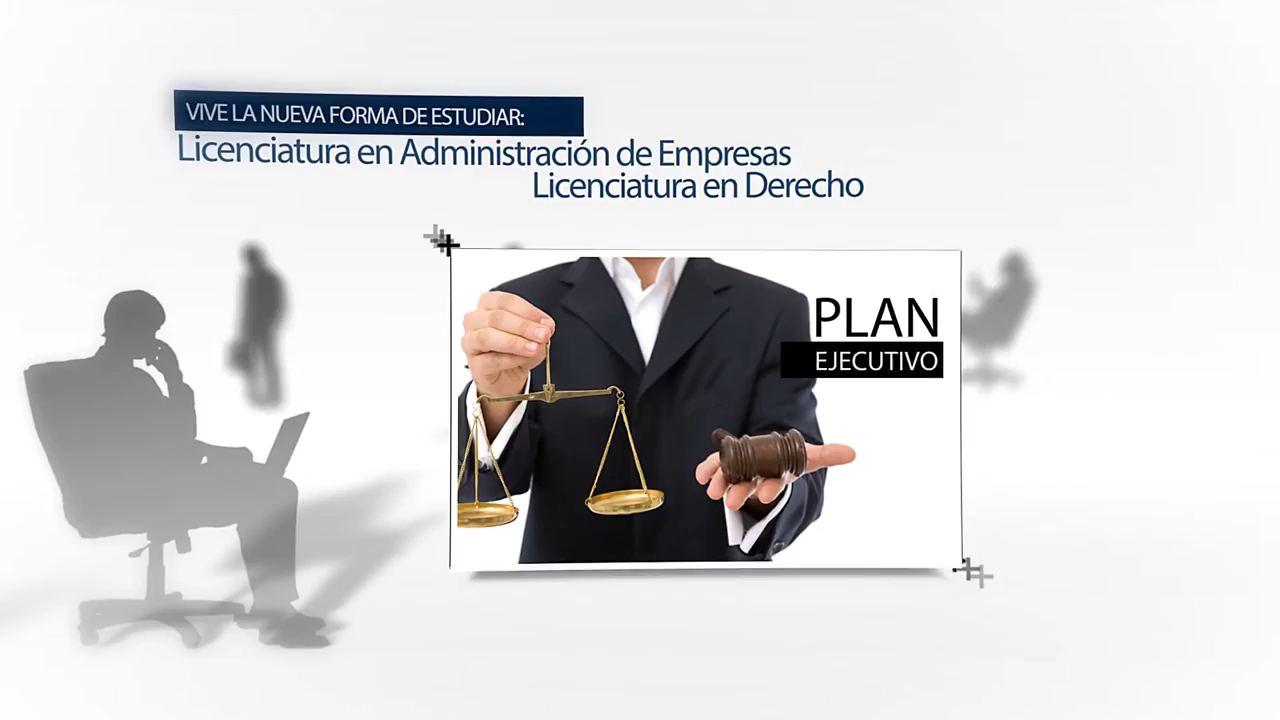 VIVE LA NUEVA FORMA DE ESTUDIAR:
Licenciatura en Administración de Empresas
Licenciatura en Derecho
PLAN
EJECUTIVO